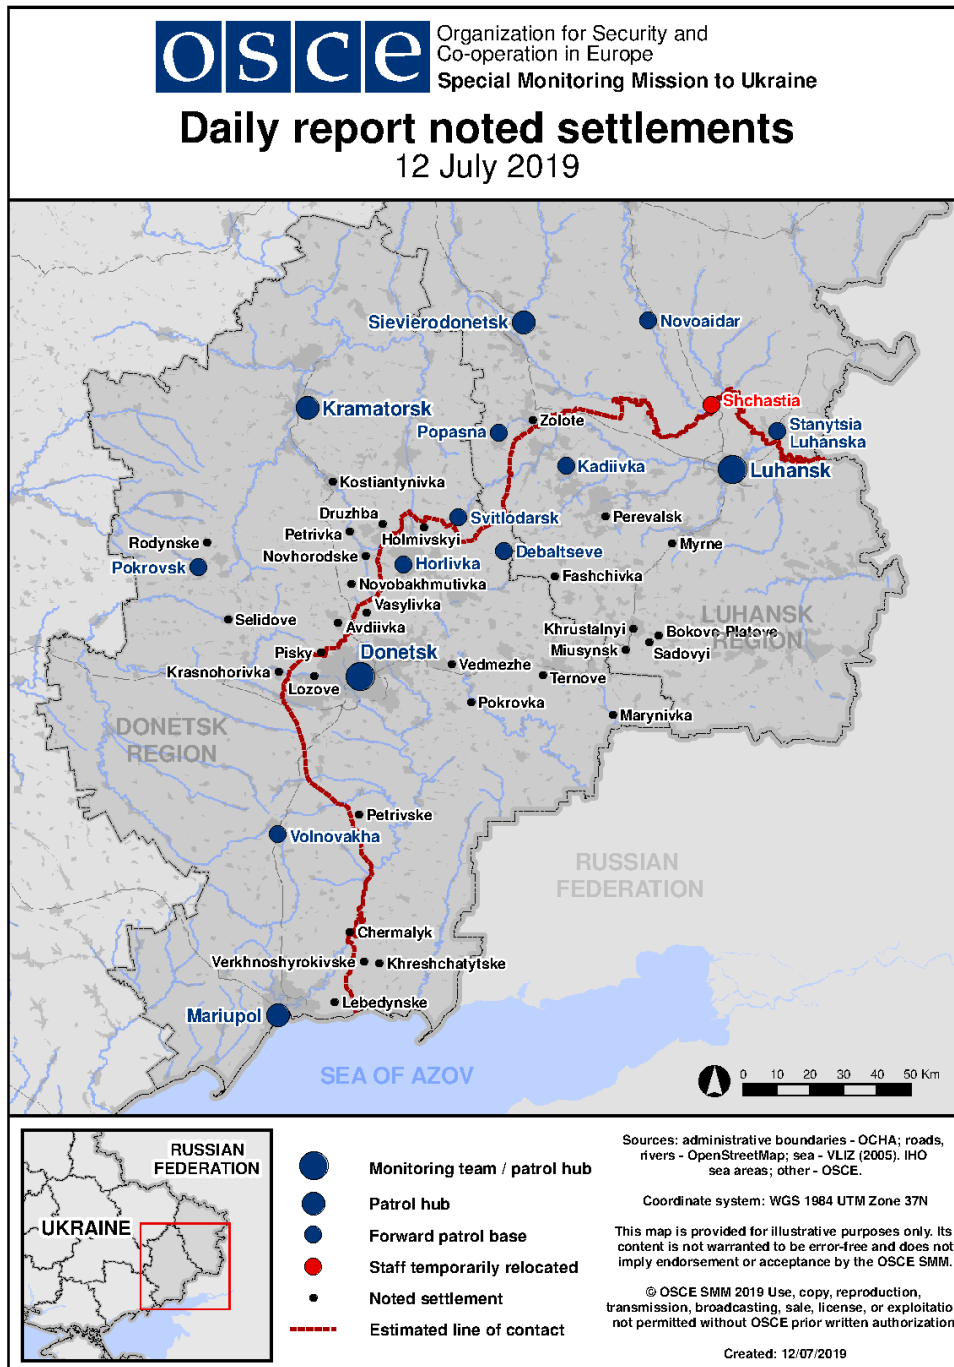 osce
Organization for Security and
Co-operation in Europe
Special Monitoring Mission to Ukraine
Daily report noted settlements
12 July 2019
Sievierodonetsk
Novoaidar
Kramatorsk
Shchastia
Zolote
Popasna
Stanytsia
Luhanska
Kadiivka
Luhansk
Kostiantynivka
Druzhba
Svitlodarsk
Perevalsk
Petrivka
Holmivskyi
Rodynske
Myrne
Novhorodske
Debaltseve
Pokrovsk
Horlivka
Fashchivka
Novobakhmutivka
Vasylivka
Selidove
Avdiivka
LUHANSK
REGION
Khrustalnyi
Bokovo-Platove
Miusynsk
Sadovyi
Pisky
Donetsk
Krasnohorivka
Vedmezhe
Lozove
Ternove
Pokrovka
Marynivka
DONETSK
REGION
Petrivske
Volnovakha
RUSSIAN
FEDERATION
Chermalyk
Verkhnoshyrokivske
Khreshchatytske
Lebedynske
Mariupol
SEA OF AZOV
0 10 20 30 40 50 Km
RUSSIAN
FEDERATION
UKRAINE
Monitoring team / patrol hub
Patrol hub
Forward patrol base
Staff temporarily relocated
Noted settlement
Estimated line of contact
Sources: administrative boundaries - OCHA; roads,
rivers - OpenStreetMap; sea - VLIZ (2005). IHO
sea areas; other - OSCE.
Coordinate system: WGS 1984 UTM Zone 37N
This map is provided for illustrative purposes only. Its
content is not warranted to be error-free and does not
imply endorsement or acceptance by the OSCE SMM.
© OSCE SMM 2019 Use, copy, reproduction,
transmission, broadcasting, sale, license, or exploitatio
not permitted without OSCE prior written authorization
Created: 12/07/2019